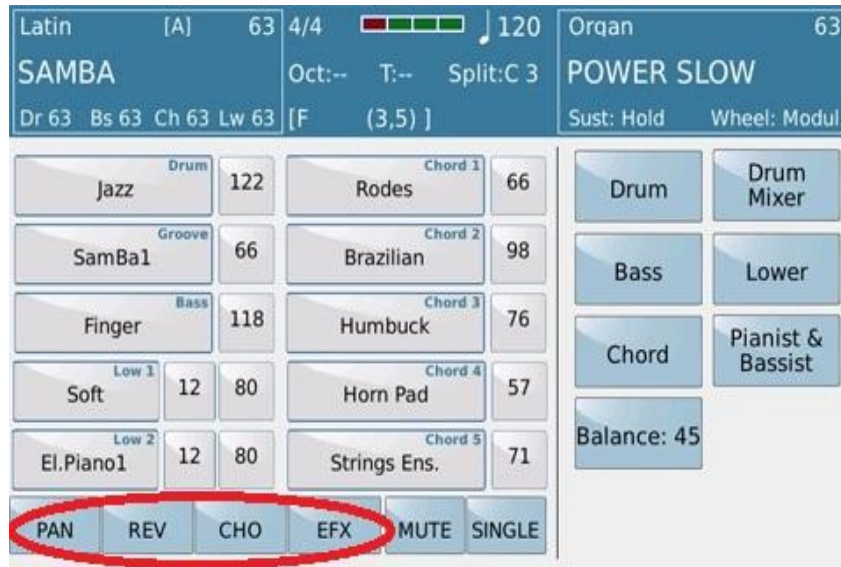 Latin [A] 63
SAMBA
Dr 63 Bs 63 Ch 63 Lw 63
4/4 120
Oct:-- T:-- Split:C 3
[F (3,5) ]
Organ 63
POWER SLOW
Sust: Hold Wheel: Modul.
Drum
Jazz 122
Groove
SamBa1 66
Bass
Finger 118
Low 1
Soft 12 80
Low 2
El.Piano1 12 80
Chord 1
Rodes 66
Chord 2
Brazilian 98
Chord 3
Humbuck 76
Chord 4
Horn Pad 57
Chord 5
Strings Ens. 71
PAN REV CHO EFX MUTE SINGLE
Drum
Drum
Mixer
Bass
Lower
Chord
Pianist &
Bassist
Balance: 45